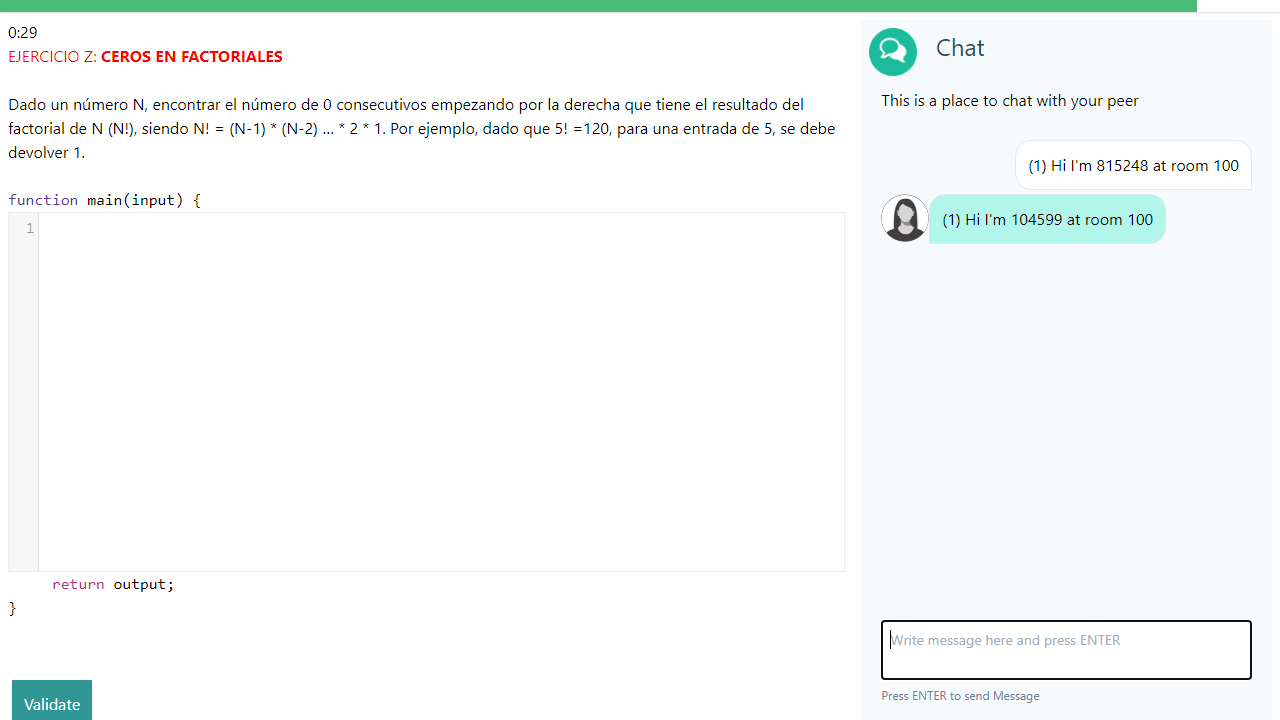 0:29
EJERCICIO Z: CEROS EN FACTORIALES
Dado un número N, encontrar el número de 0 consecutivos empezando por la derecha que tiene el resultado del
factorial de N (N!), siendo N! = (N-1) * (N-2) ... * 2 * 1. Por ejemplo, dado que 5! =120, para una entrada de 5, se debe
devolver 1.
function main(input) {
1
return output;
}
Validate
Chat
This is a place to chat with your peer
(1) Hi I'm 815248 at room 100
(1) Hi I'm 104599 at room 100
Write message here and press ENTER
Press ENTER to send Message